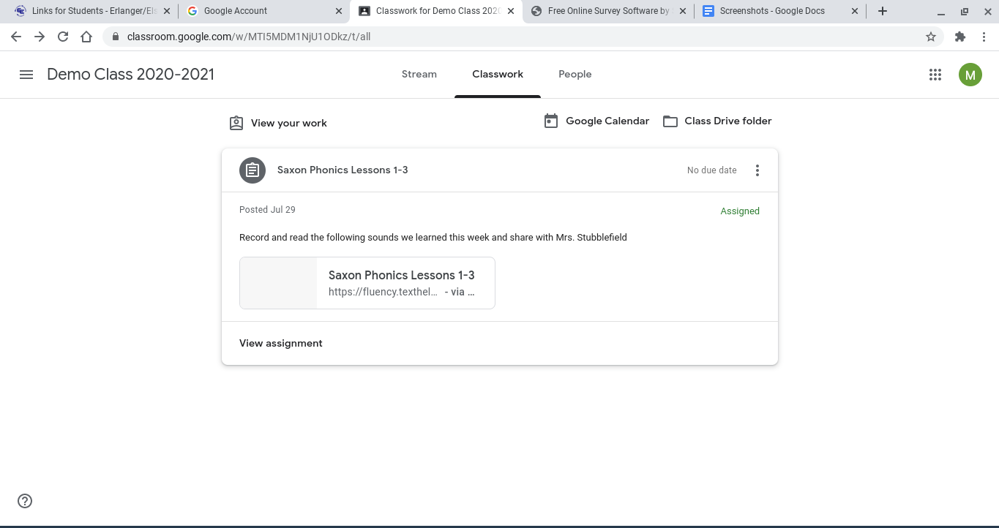 Links for Students - Erlanger/Els
Google Account
Classwork for Demo Class 2020
Free Online Survey Software by
Screenshots - Google Docs
classroom.google.com/w/MTI5MDM1NjU1ODkz/t/all
Demo Class 2020-2021
Stream
Classwork
People
M
View your work
Google Calendar
Class Drive folder
Saxon Phonics Lessons 1-3
No due date
Posted Jul 29
Assigned
Record and read the following sounds we learned this week and share with Mrs. Stubblefield
Saxon Phonics Lessons 1-3
https://fluency.texthel... - via ...
View assignment